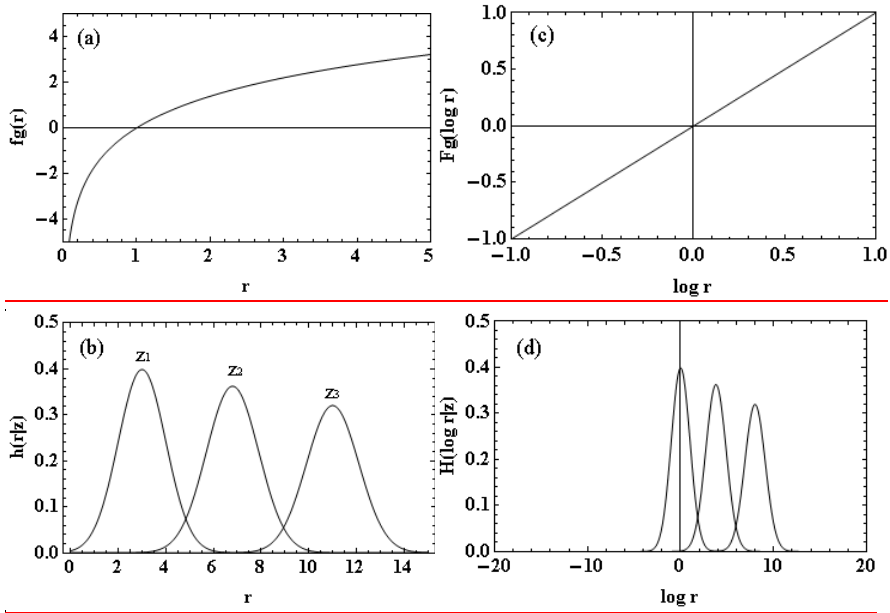 (a)
fg(r)
4
2
0
−2
−4
0 1 2 3 4 5
r
(c)
Fg(log r)
1.0
0.5
0.0
−0.5
−1.0
−1.0 −0.5 0.0 0.5 1.0
log r
(b)
h(r|z)
0.5
0.4
0.3
0.2
0.1
0.0
z1
z2
z3
0 2 4 6 8 10 12 14
r
(d)
H(log r|z)
0.5
0.4
0.3
0.2
0.1
0.0
−20 −10 0 10 20
log r